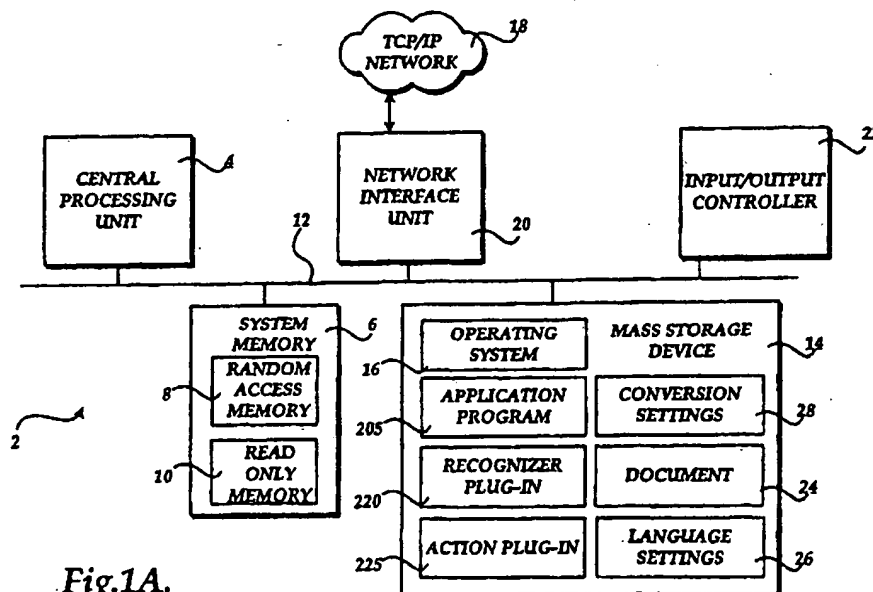 TCP/IP
NETWORK
18
CENTRAL
PROCESSING
UNIT
4
NETWORK
INTERFACE
UNIT
20
INPUT/OUTPUT
CONTROLLER
12
SYSTEM
MEMORY
6
8
RANDOM
ACCESS
MEMORY
10
READ
ONLY
MEMORY
2
OPERATING
SYSTEM
16
MASS STORAGE
DEVICE
14
APPLICATION
PROGRAM
205
CONVERSION
SETTINGS
28
RECOGNIZER
PLUG-IN
220
DOCUMENT
24
ACTION PLUG-IN
225
LANGUAGE
SETTINGS
26
Fig.1A.